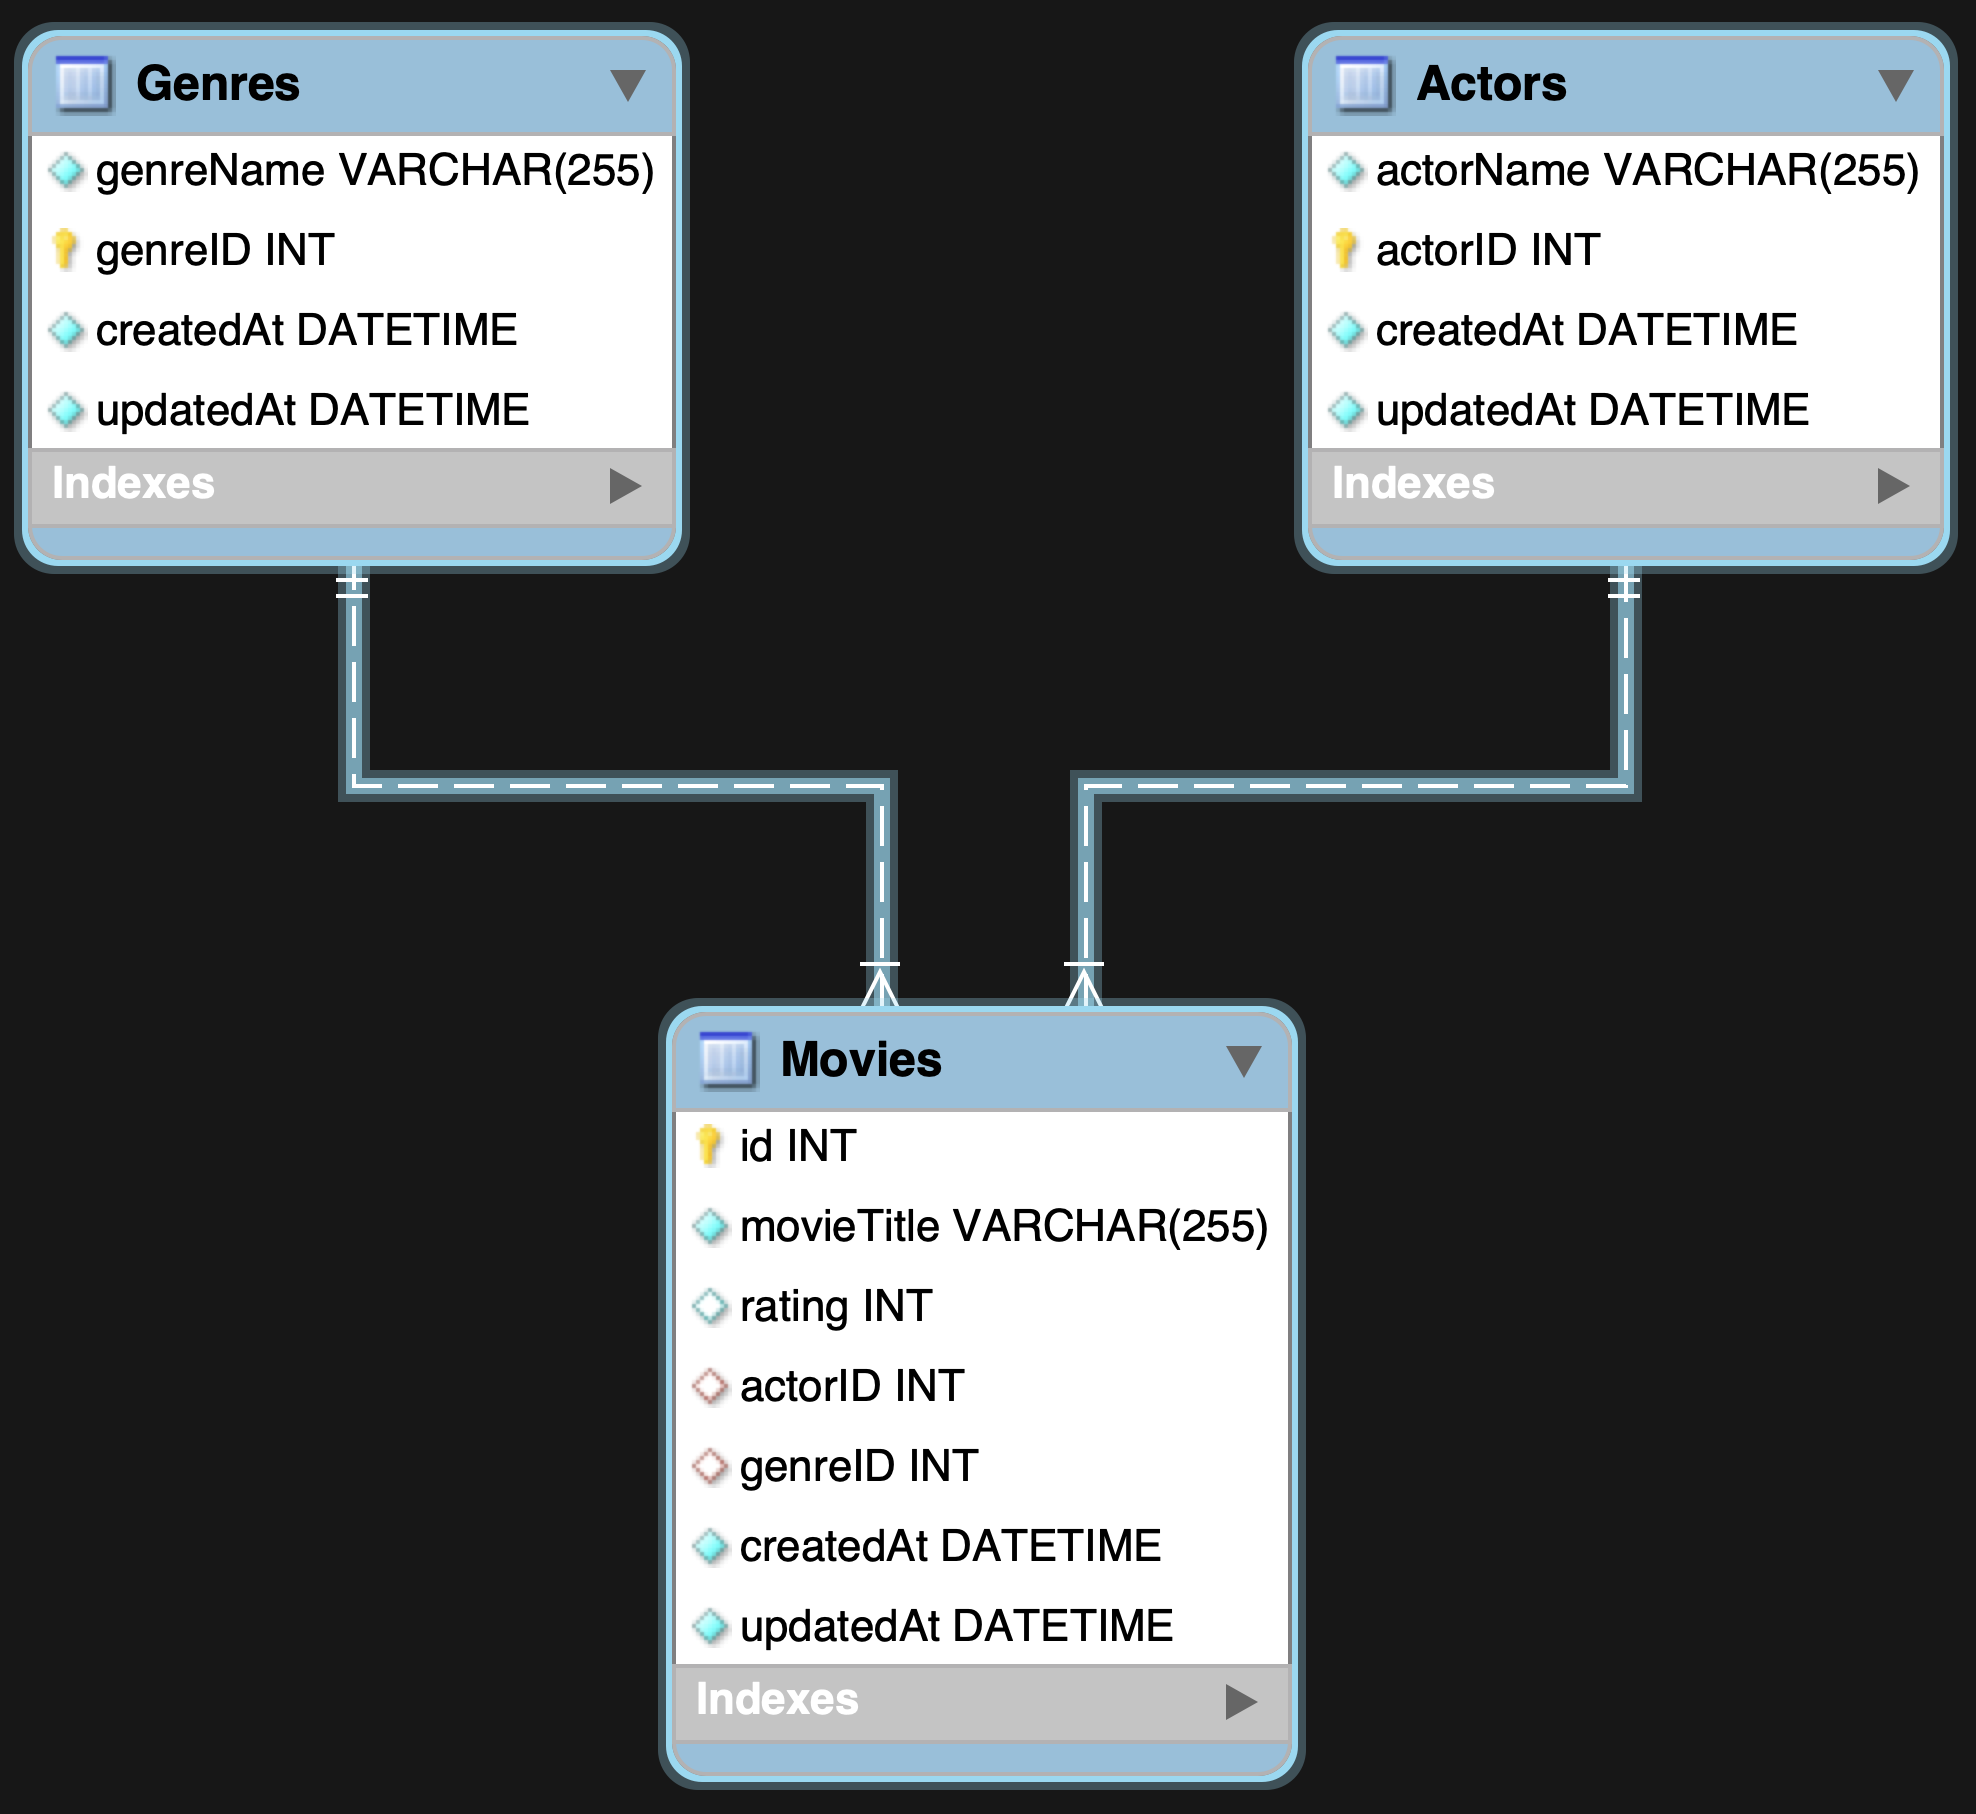 Genres
genreName VARCHAR(255)
genreID INT
createdAt DATETIME
updatedAt DATETIME
Indexes
Actors
actorName VARCHAR(255)
actorID INT
createdAt DATETIME
updatedAt DATETIME
Indexes
Movies
id INT
movieTitle VARCHAR(255)
rating INT
actorID INT
genreID INT
createdAt DATETIME
updatedAt DATETIME
Indexes